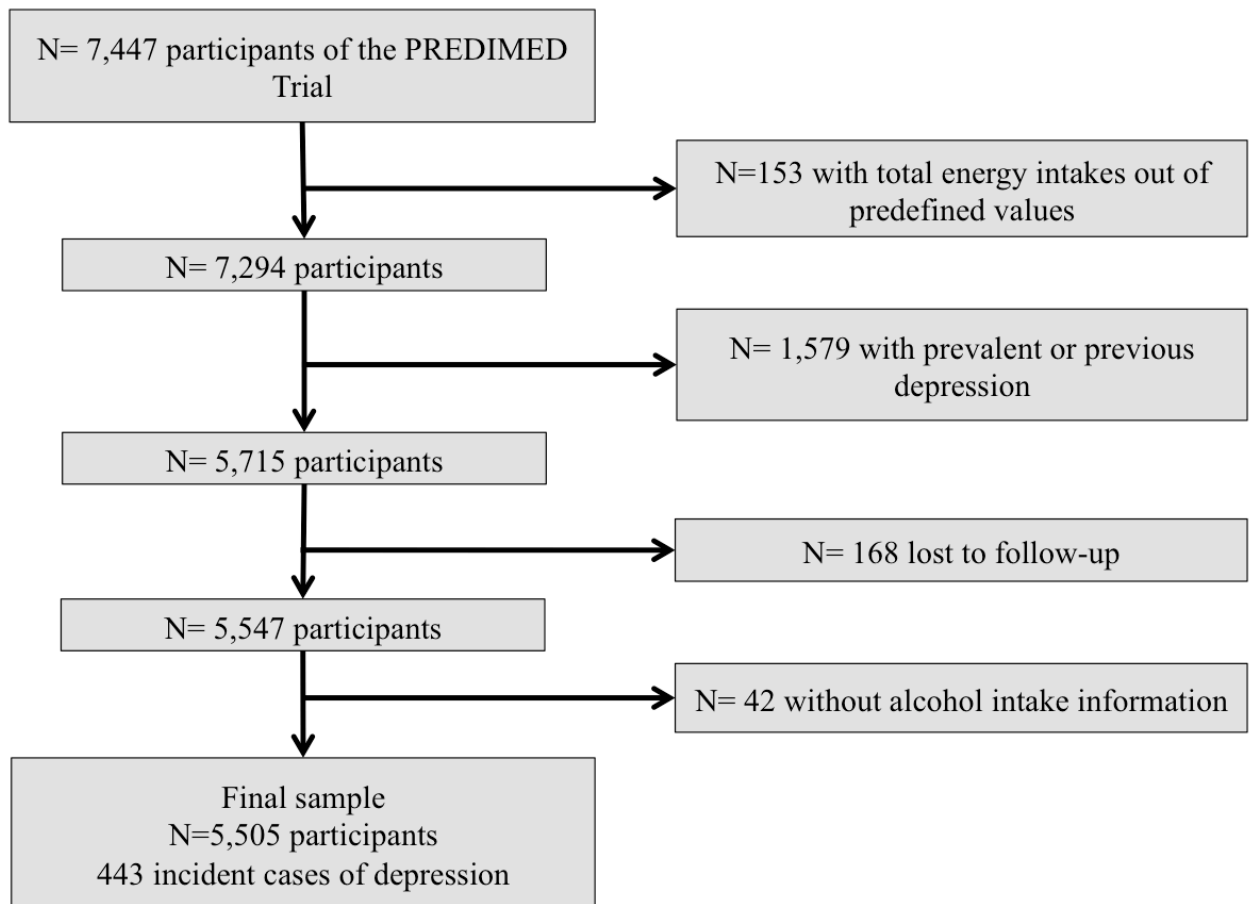 N= 7,447 participants of the PREDIMED
Trial
N=153 with total energy intakes out of
predefined values
N= 7,294 participants
N= 1,579 with prevalent or previous
depression
N= 5,715 participants
N= 168 lost to follow-up
N= 5,547 participants
N= 42 without alcohol intake information
Final sample
N=5,505 participants
443 incident cases of depression